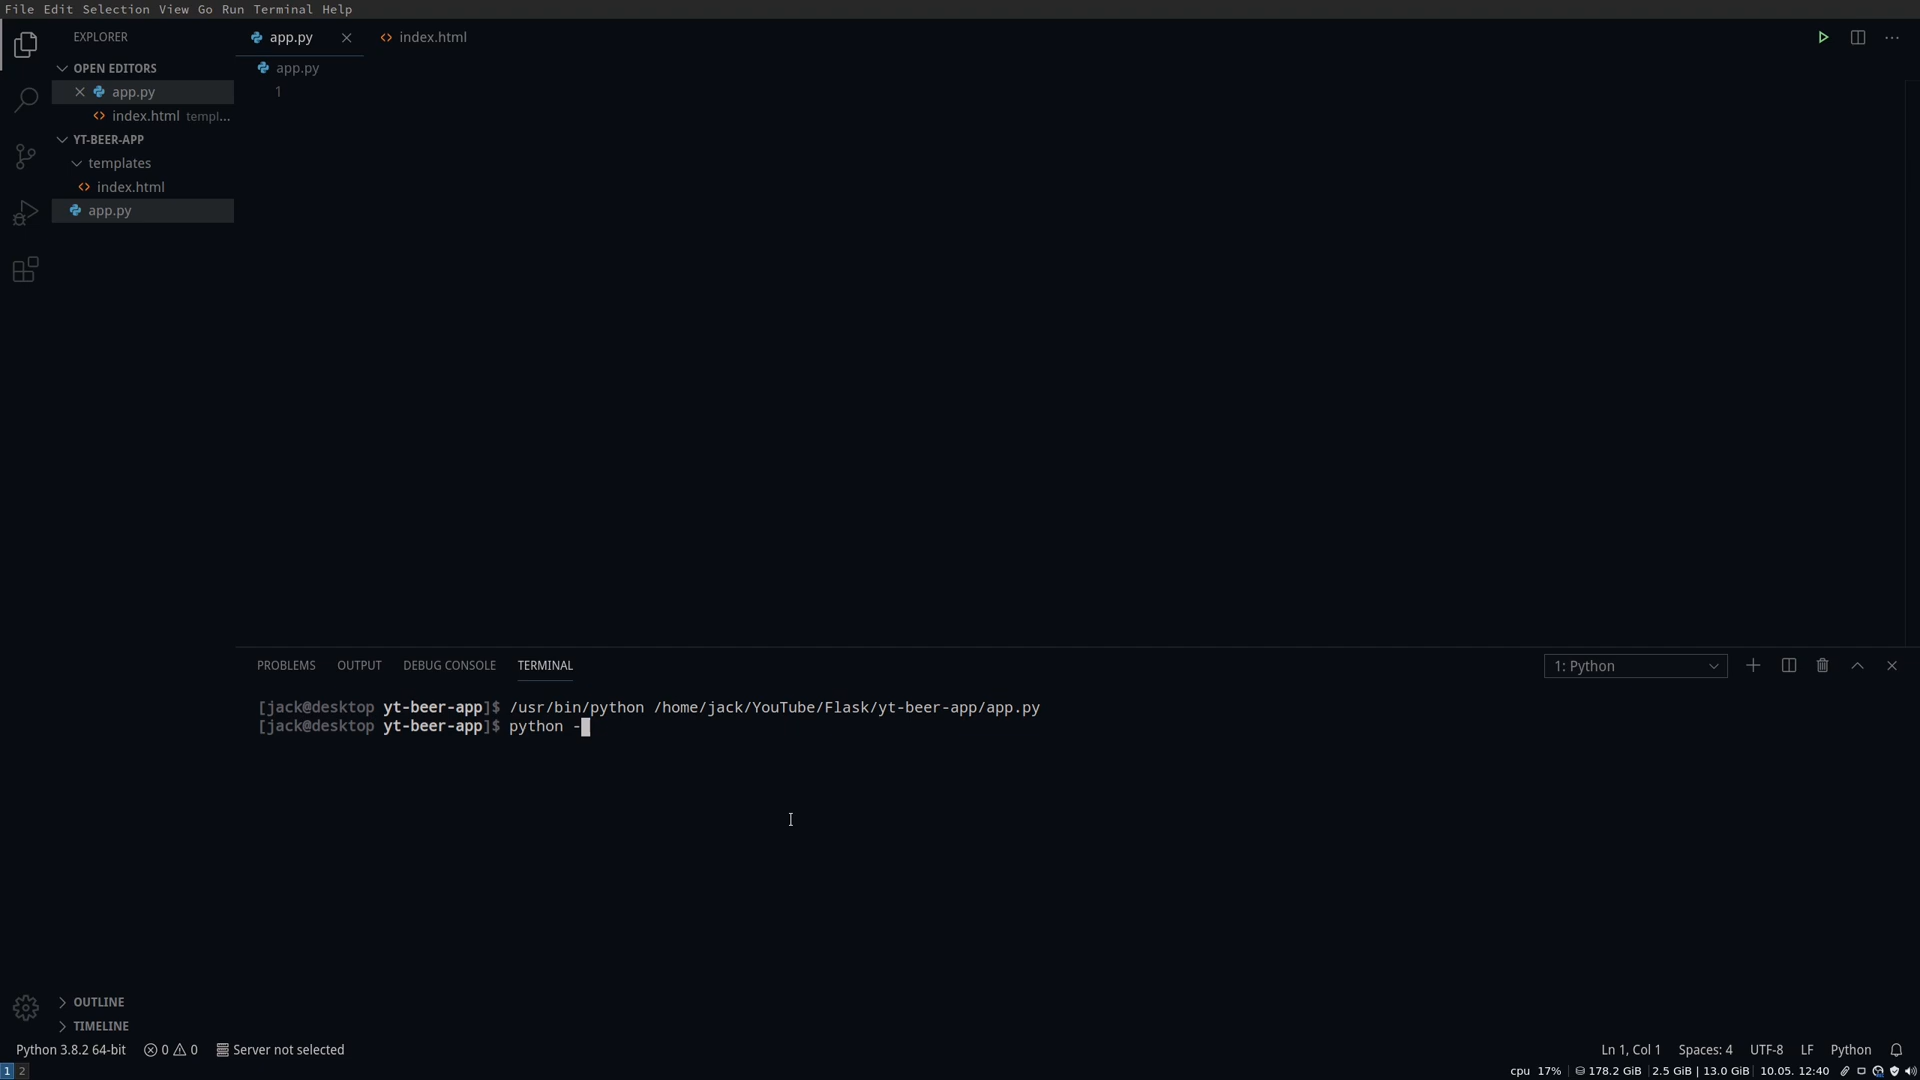 File Edit Selection View Go Run Terminal Help
EXPLORER
OPEN EDITORS
app.py
index.html templ...
YT-BEER-APP
templates
index.html
app.py
OUTLINE
TIMELINE
app.py
index.html
app.py
1
PROBLEMS OUTPUT DEBUG CONSOLE TERMINAL
1: Python
[jack@desktop yt-beer-app]$ /usr/bin/python /home/jack/YouTube/Flask/yt-beer-app/app.py
[jack@desktop yt-beer-app]$ python -
Python 3.8.2 64-bit 0 0 Server not selected
Ln 1, Col 1 Spaces: 4 UTF-8 LF Python
1 2
cpu 17% 178.2 GiB 2.5 GiB | 13.0 GiB 10.05. 12:40